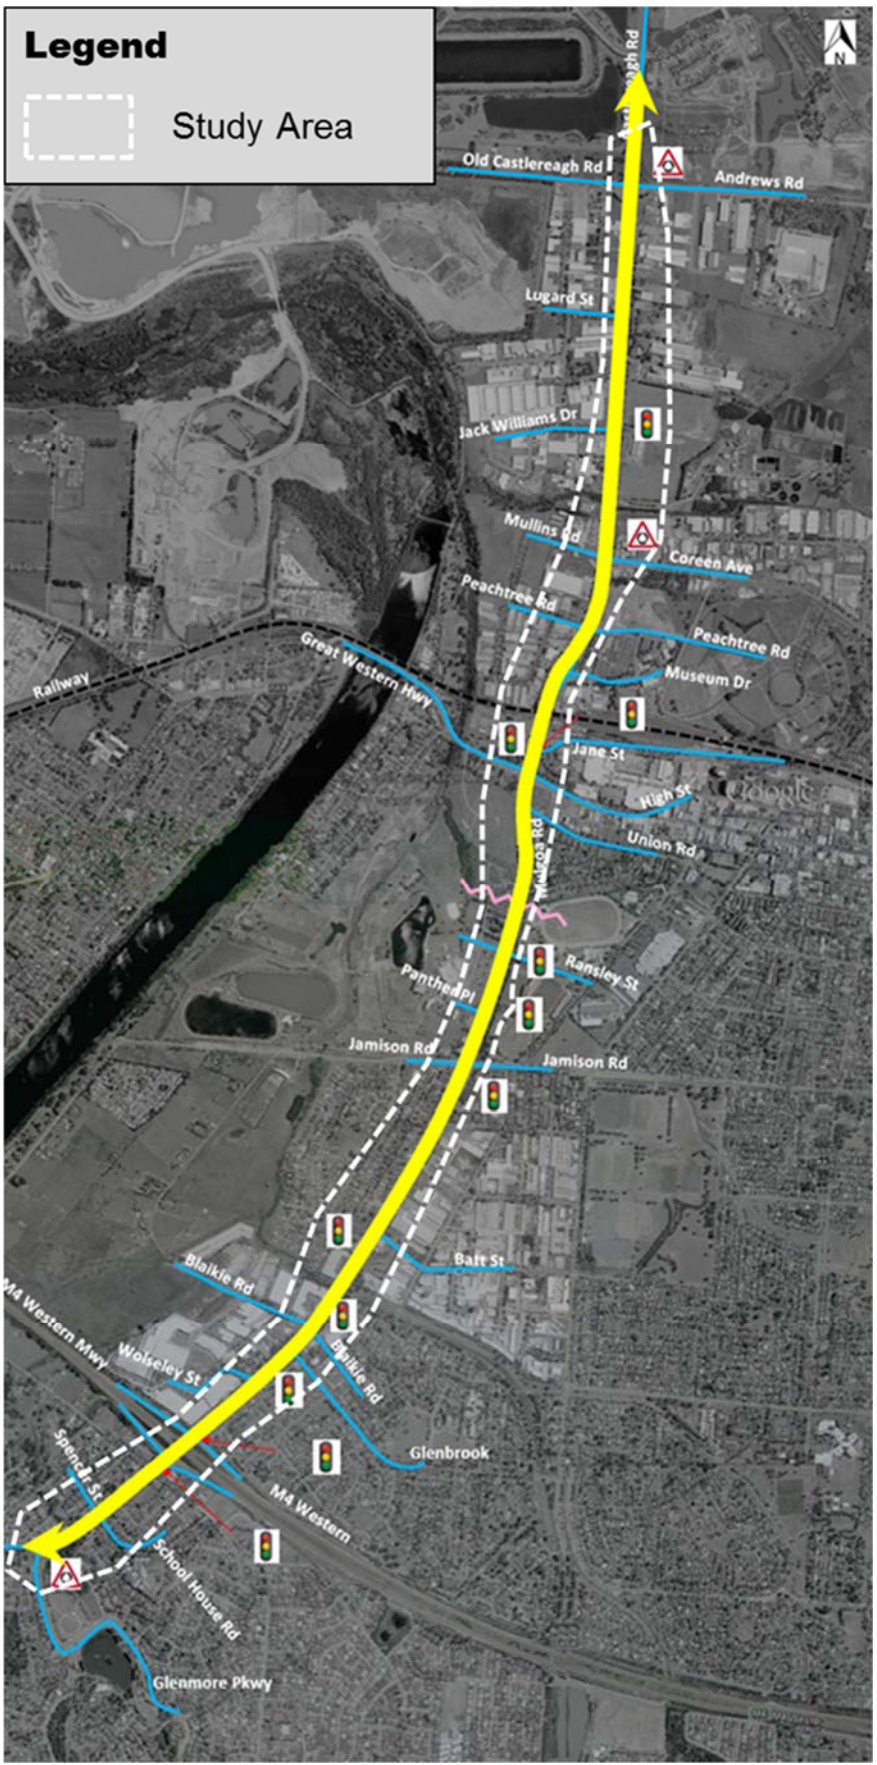 Legend
Study Area
N
Old Castlereagh Rd
Andrews Rd
Lugard St
Jack Williams Dr
Mullins Rd
Coreen Ave
Peachtree Rd
Peachtree Rd
Museum Dr
Railway
Great Western Hwy
Jane St
High St
Google
Union Rd
Mulgoa Rd
Ransley St
Panther Pl
Jamison Rd
Jamison Rd
Batt St
Blaikie Rd
M4 Western Mwy
Wolseley St
Blaikie Rd
Glenbrook
Spencer St
M4 Western
School House Rd
Glenmore Pkwy